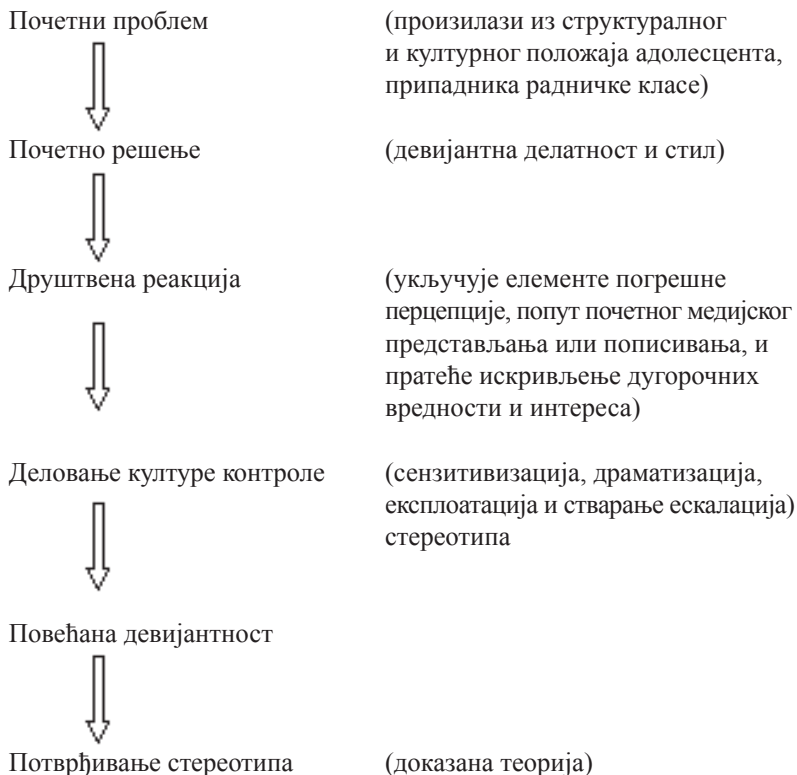 Почетни проблем (произилази из структуралног
и културног положаја адолесцента,
припадника радничке класе)
Почетно решење (девијантна делатност и стил)
Друштвена реакција (укључује елементе погрешне
перцепције, попут почетног медијског
представљања или пописивања, и
пратеће искривљење дугорочних
вредности и интереса)
Деловање културе контроле (сензитивизација, драматизација,
експлоатација и стварање ескалација)
стереотипа
Повећана девијантност
Потврђивање стереотипа (доказана теорија)